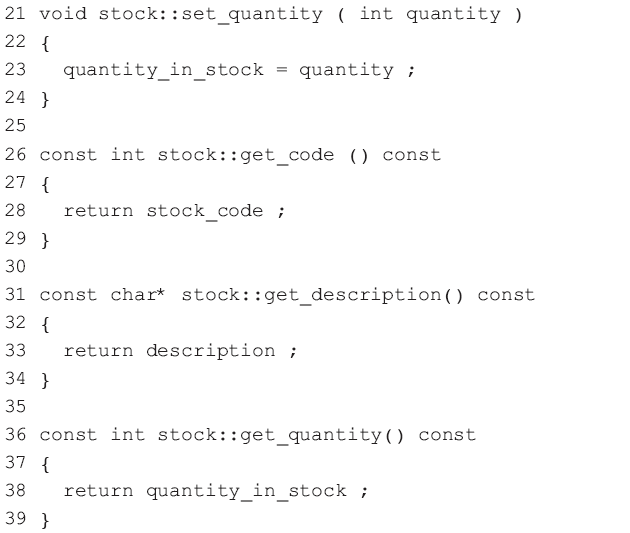 21 void stock::set_quantity ( int quantity )
22 {
23   quantity_in_stock = quantity ;
24 }
25
26 const int stock::get_code () const
27 {
28   return stock_code ;
29 }
30
31 const char* stock::get_description() const
32 {
33   return description ;
34 }
35
36 const int stock::get_quantity() const
37 {
38   return quantity_in_stock ;
39 }